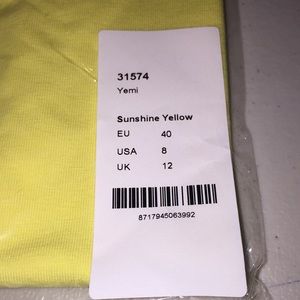 31574
Yemi
Sunshine Yellow
EU 40
USA 8
UK 12
8717945063992